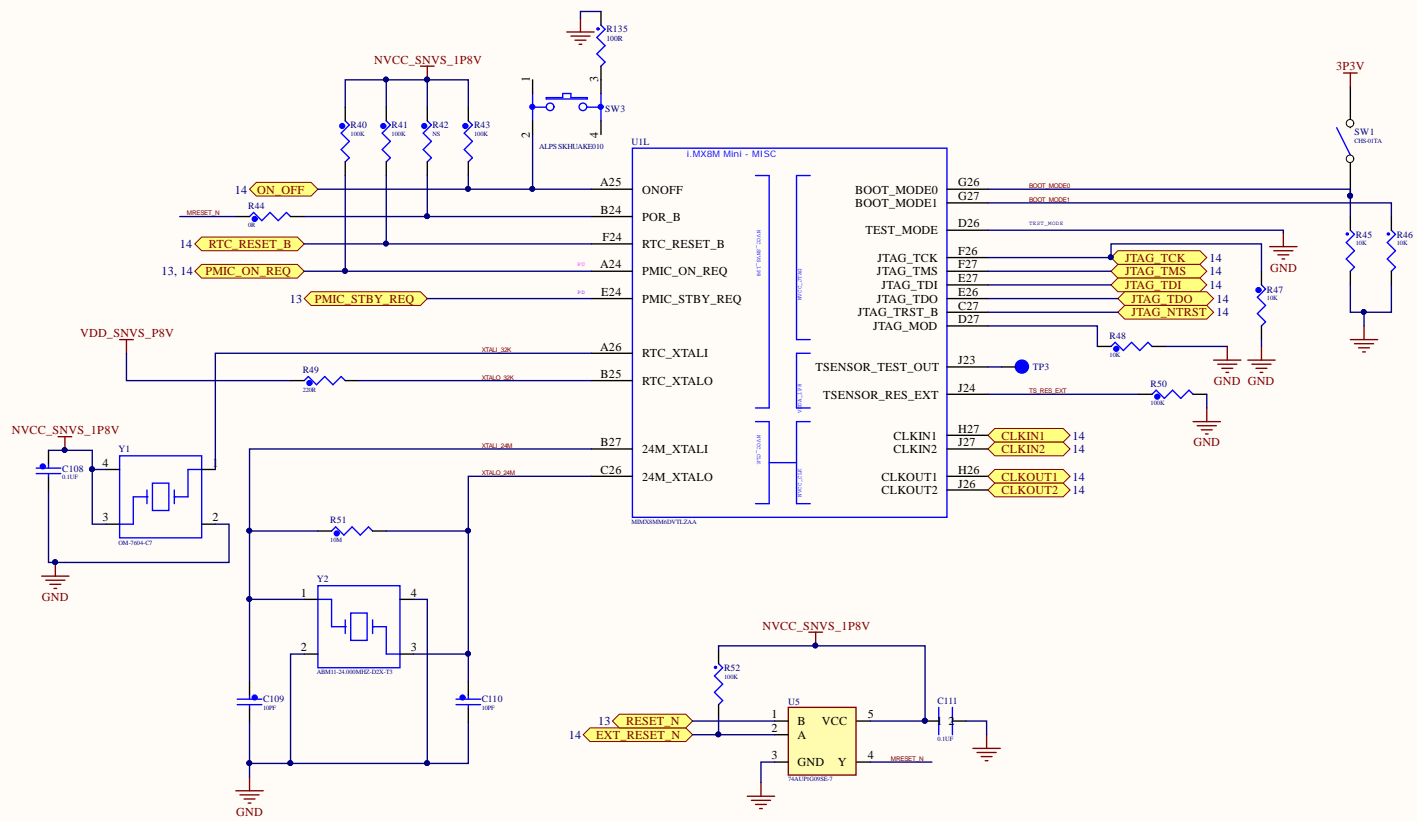 R135
100R
NVCC_SNVS_1P8V
1
3
SW3
2
4
ALPS SKHUAKE010
R40
100K
R41
100K
R42
NS
R43
100K
3P3V
SW1
CHS-01TA
U1L
i.MX8M Mini - MISC
14 ON_OFF
A25 ONOFF
MRESET_N
R44
0R
B24 POR_B
14 RTC_RESET_B
F24 RTC_RESET_B
13, 14 PMIC_ON_REQ
PU
A24 PMIC_ON_REQ
13 PMIC_STBY_REQ
PD
E24 PMIC_STBY_REQ
VDD_SNVS_P8V
XTALI_32K
A26 RTC_XTALI
R49
220R
XTALO_32K
B25 RTC_XTALO
XTALI_24M
B27 24M_XTALI
XTALO_24M
C26 24M_XTALO
BOOT_MODE0 G26 BOOT_MODE0
BOOT_MODE1 G27 BOOT_MODE1
TEST_MODE D26 TEST_MODE
GND
JTAG_TCK F26 JTAG_TCK 14
JTAG_TMS F27 JTAG_TMS 14
JTAG_TDI E27 JTAG_TDI 14
JTAG_TDO E26 JTAG_TDO 14
JTAG_TRST_B C27 JTAG_NTRST 14
JTAG_MOD D27
R45
10K
R46
10K
R47
10K
R48
10K
GND
GND
TSENSOR_TEST_OUT J23 TP3
TSENSOR_RES_EXT J24 TS_RES_EXT
R50
100K
GND
CLKIN1 H27 CLKIN1 14
CLKIN2 J27 CLKIN2 14
CLKOUT1 H26 CLKOUT1 14
CLKOUT2 J26 CLKOUT2 14
NVCC_JTAG
MIMX8MM6DVTLZAA
NVCC_SNVS_1P8V
C108
0.1UF
Y1
4
1
3
2
OM-7604-C7
GND
R51
10M
Y2
1
4
2
3
ABM11-24.000MHZ-D2X-T3
C109
10PF
C110
10PF
GND
NVCC_SNVS_1P8V
R52
100K
U5
13 RESET_N
1 B
VCC 5
14 EXT_RESET_N
2 A
3 GND
Y 4
MRESET_N
74AUP1G09SE-7
C111
1 2
0.1UF